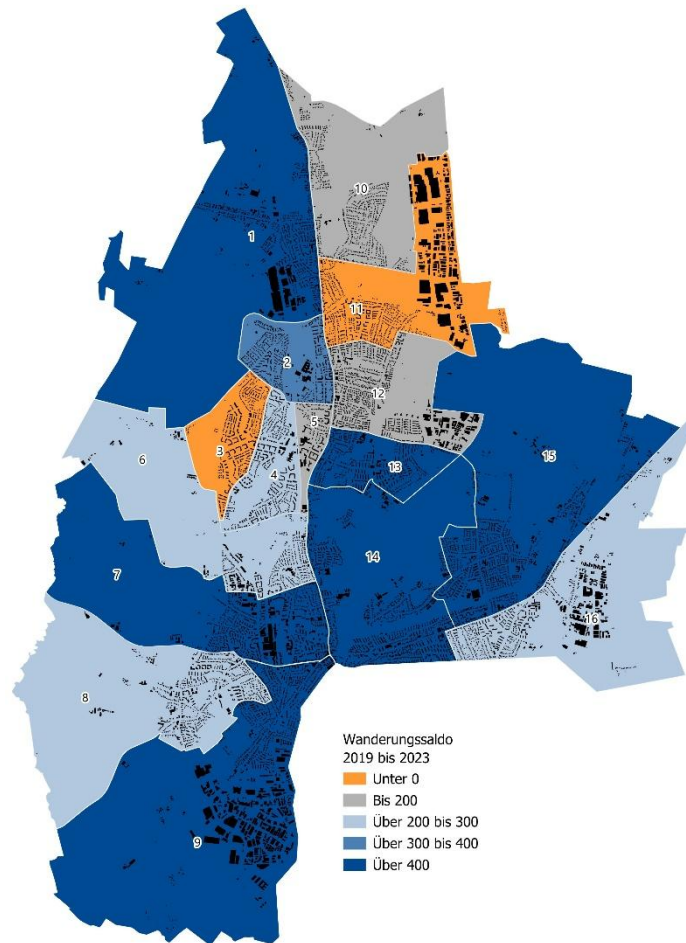 10
1
11
2
12
5
3
13
15
6
4
14
7
16
8
9
Wanderungssaldo
2019 bis 2023
Unter 0
Bis 200
Über 200 bis 300
Über 300 bis 400
Über 400